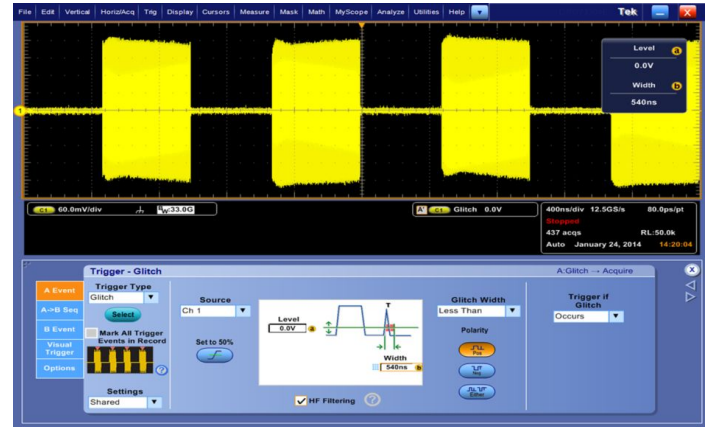 File Edit Vertical Horiz/Acq Trig Display Cursors Measure Mask Math MyScope Analyze Utilities Help Tek X
Level a
0.0V
Width b
540ns
1
C1 60.0mV/div BW:33.0G
A' C1 Glitch 0.0V
400ns/div 12.5GS/s 80.0ps/pt
Stopped
437 acqs RL:50.0k
Auto January 24, 2014 14:20:04
Trigger - Glitch
A:Glitch → Acquire
X
A Event
A->B Seq
B Event
Visual
Trigger
Options
Trigger Type
Glitch
Select
Mark All Trigger
Events in Record
?
Settings
Shared
Source
Ch 1
Set to 50%
Level
0.0V a
T
Width
540ns b
HF Filtering ?
Glitch Width
Less Than
Polarity
Pos
Neg
Either
Trigger if
Glitch
Occurs